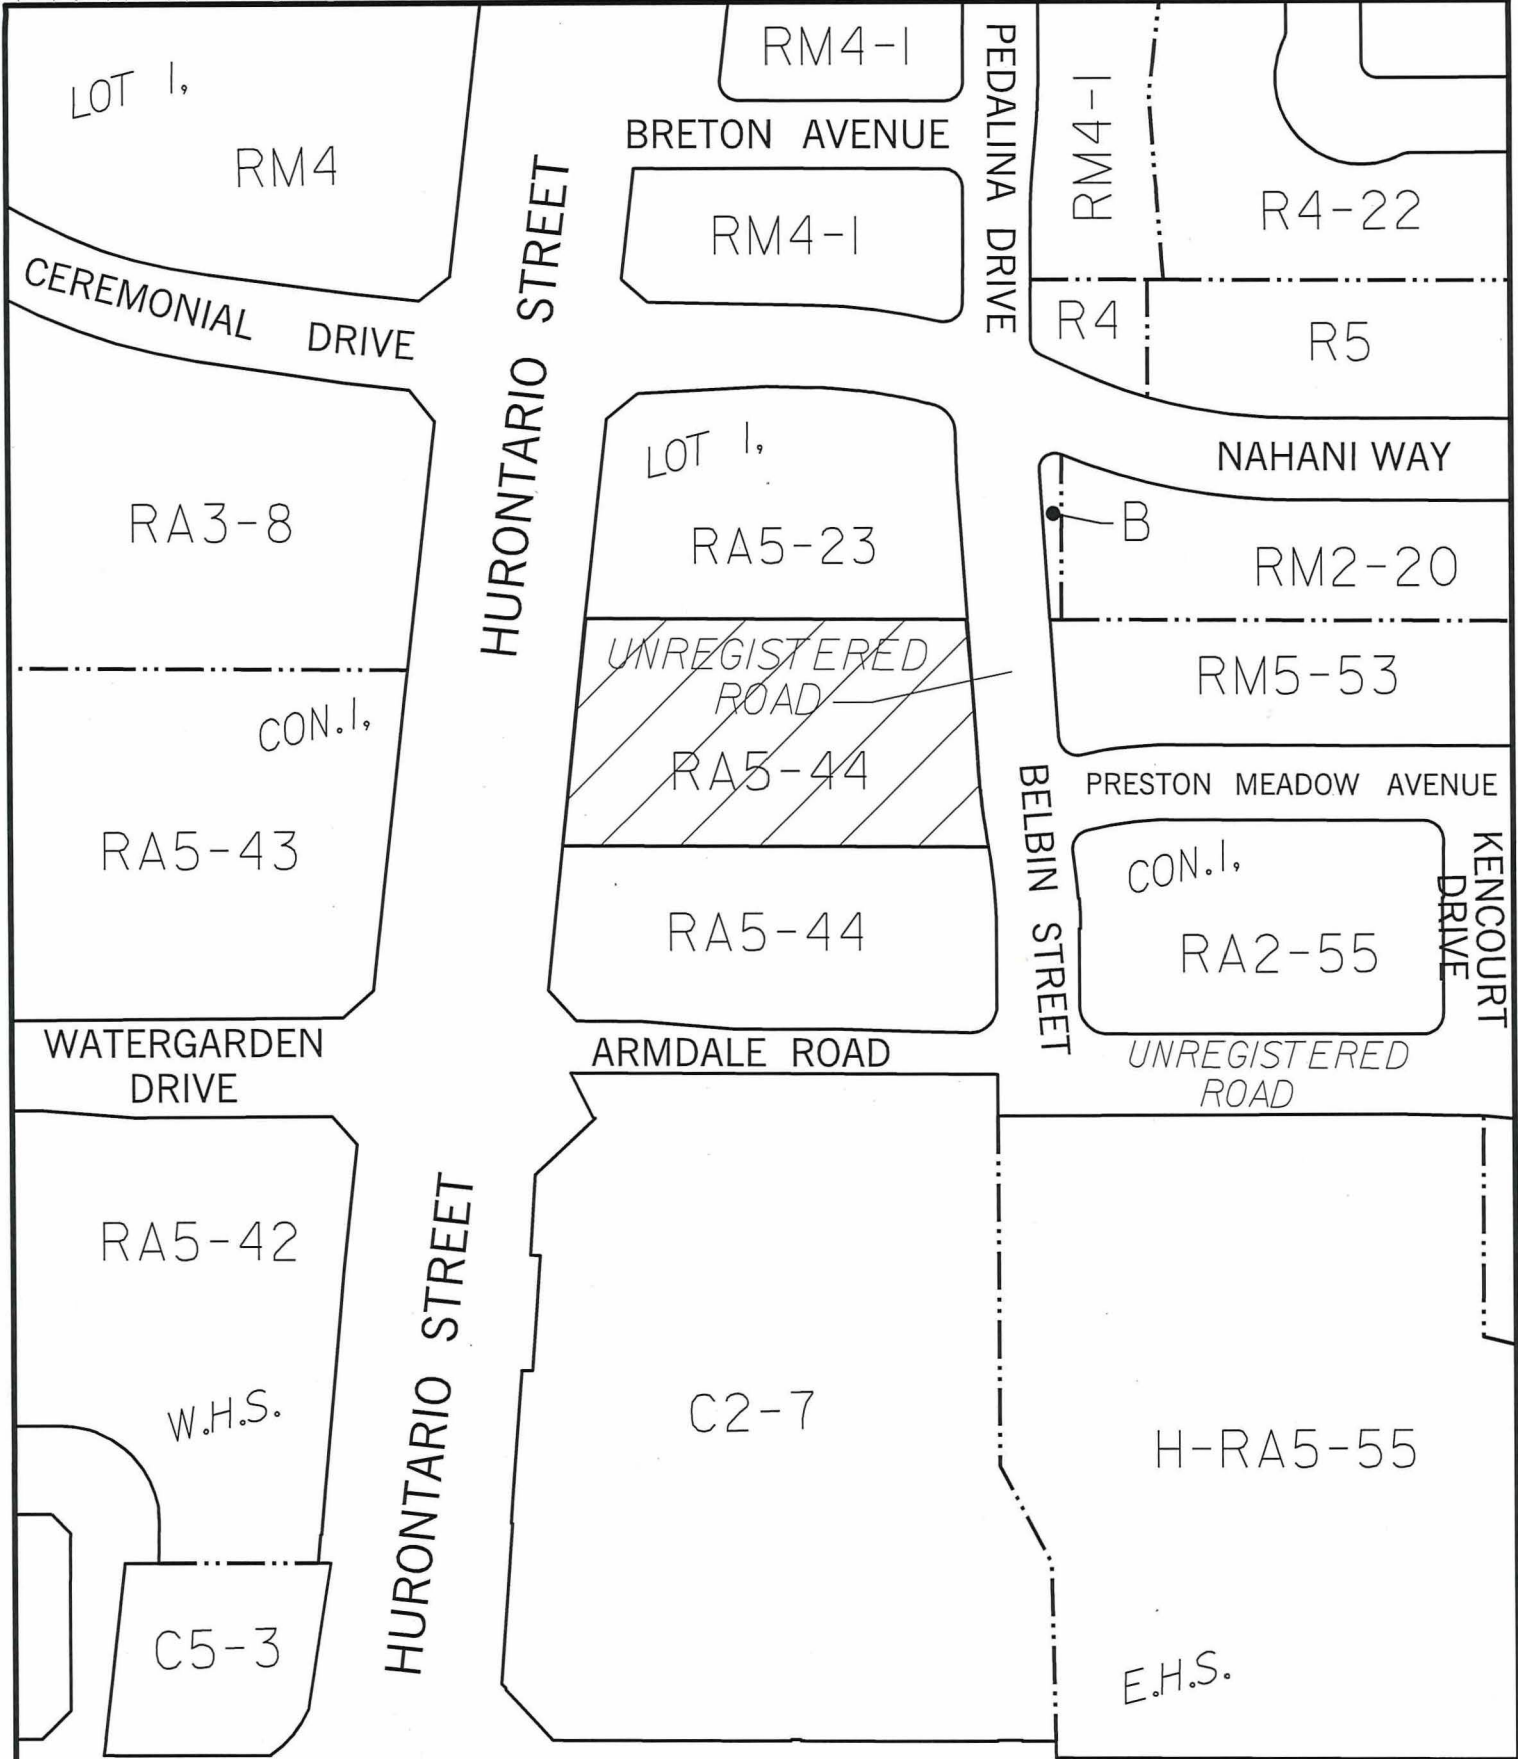 LOT 1,
RM4
RM4-1
BRETON AVENUE
RM4-1
PEDALINA DRIVE
RM4-1
R4-22
CEREMONIAL DRIVE
HURONTARIO STREET
R4
R5
NAHANI WAY
RA3-8
LOT 1,
RA5-23
B
RM2-20
UNREGISTERED
ROAD
RA5-44
RM5-53
CON.1,
RA5-43
BELBIN STREET
PRESTON MEADOW AVENUE
CON.1,
RA2-55
KENCOURT
DRIVE
RA5-44
WATERGARDEN
DRIVE
ARMDALE ROAD
UNREGISTERED
ROAD
RA5-42
W.H.S.
HURONTARIO STREET
C2-7
H-RA5-55
C5-3
E.H.S.